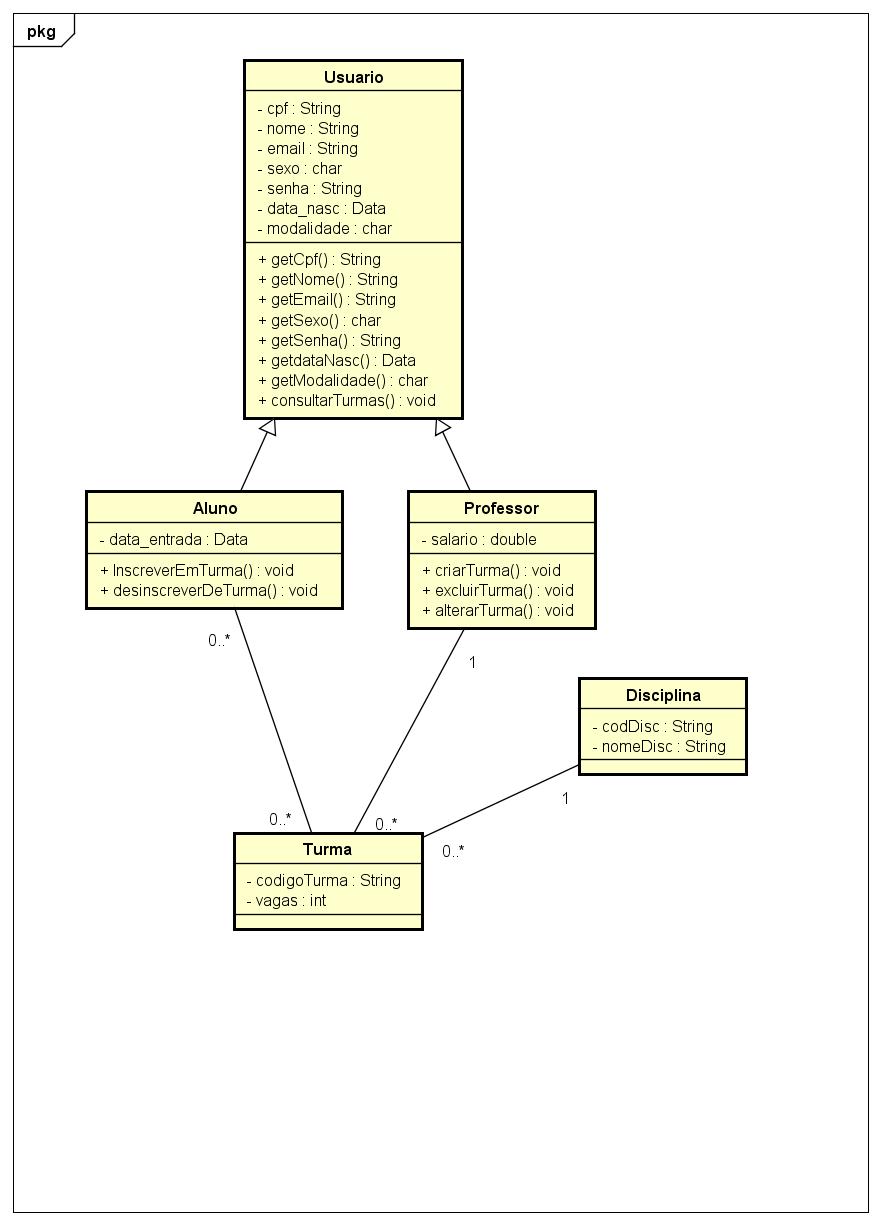 pkg
Usuario
- cpf : String
- nome : String
- email : String
- sexo : char
- senha : String
- data_nasc : Data
- modalidade : char
+ getCpf() : String
+ getNome() : String
+ getEmail() : String
+ getSexo() : char
+ getSenha() : String
+ getdataNasc() : Data
+ getModalidade() : char
+ consultarTurmas() : void
Aluno
- data_entrada : Data
+ InscreverEmTurma() : void
+ desinscreverDeTurma() : void
Professor
- salario : double
+ criarTurma() : void
+ excluirTurma() : void
+ alterarTurma() : void
0..*
1
Disciplina
- codDisc : String
- nomeDisc : String
1
0..*
0..*
0..*
Turma
- codigoTurma : String
- vagas : int